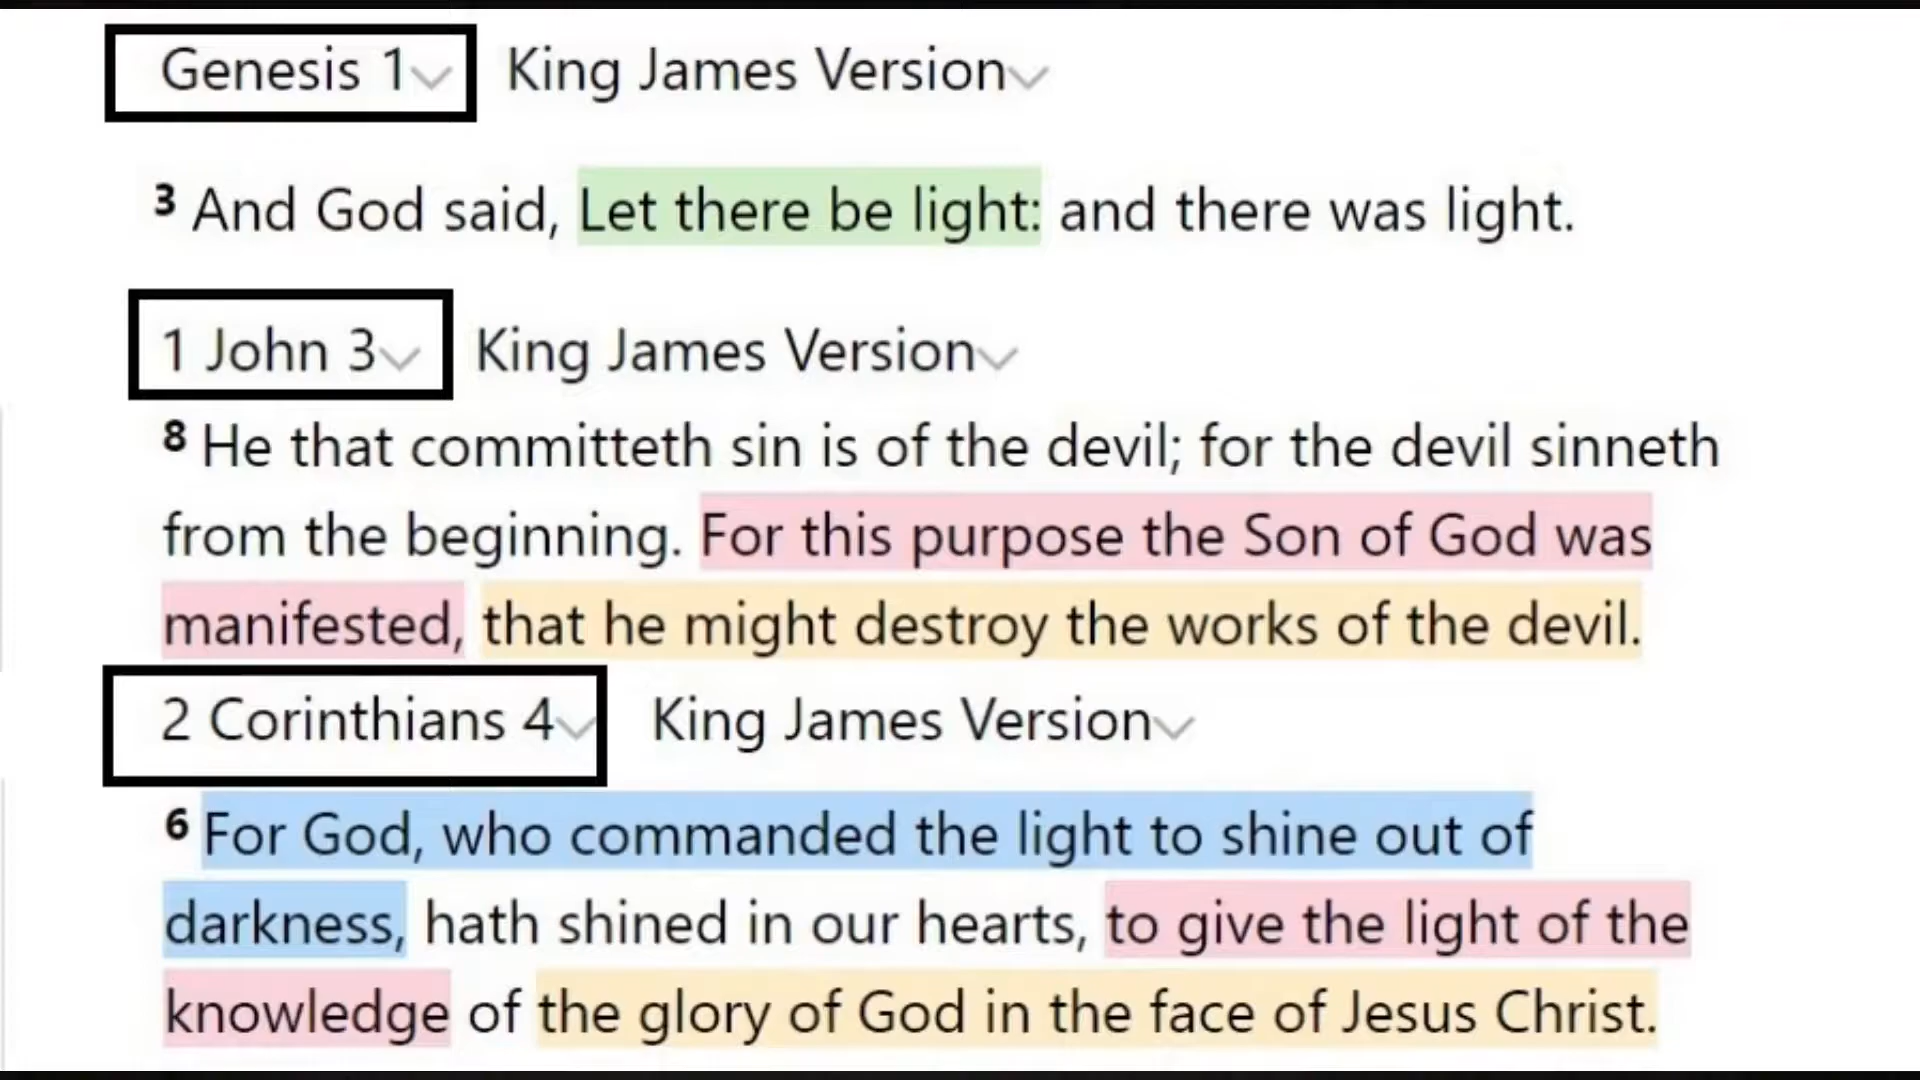 Genesis 1 King James Version
3 And God said, Let there be light: and there was light.
1 John 3 King James Version
8 He that committeth sin is of the devil; for the devil sinneth
from the beginning. For this purpose the Son of God was
manifested, that he might destroy the works of the devil.
2 Corinthians 4 King James Version
6 For God, who commanded the light to shine out of
darkness, hath shined in our hearts, to give the light of the
knowledge of the glory of God in the face of Jesus Christ.